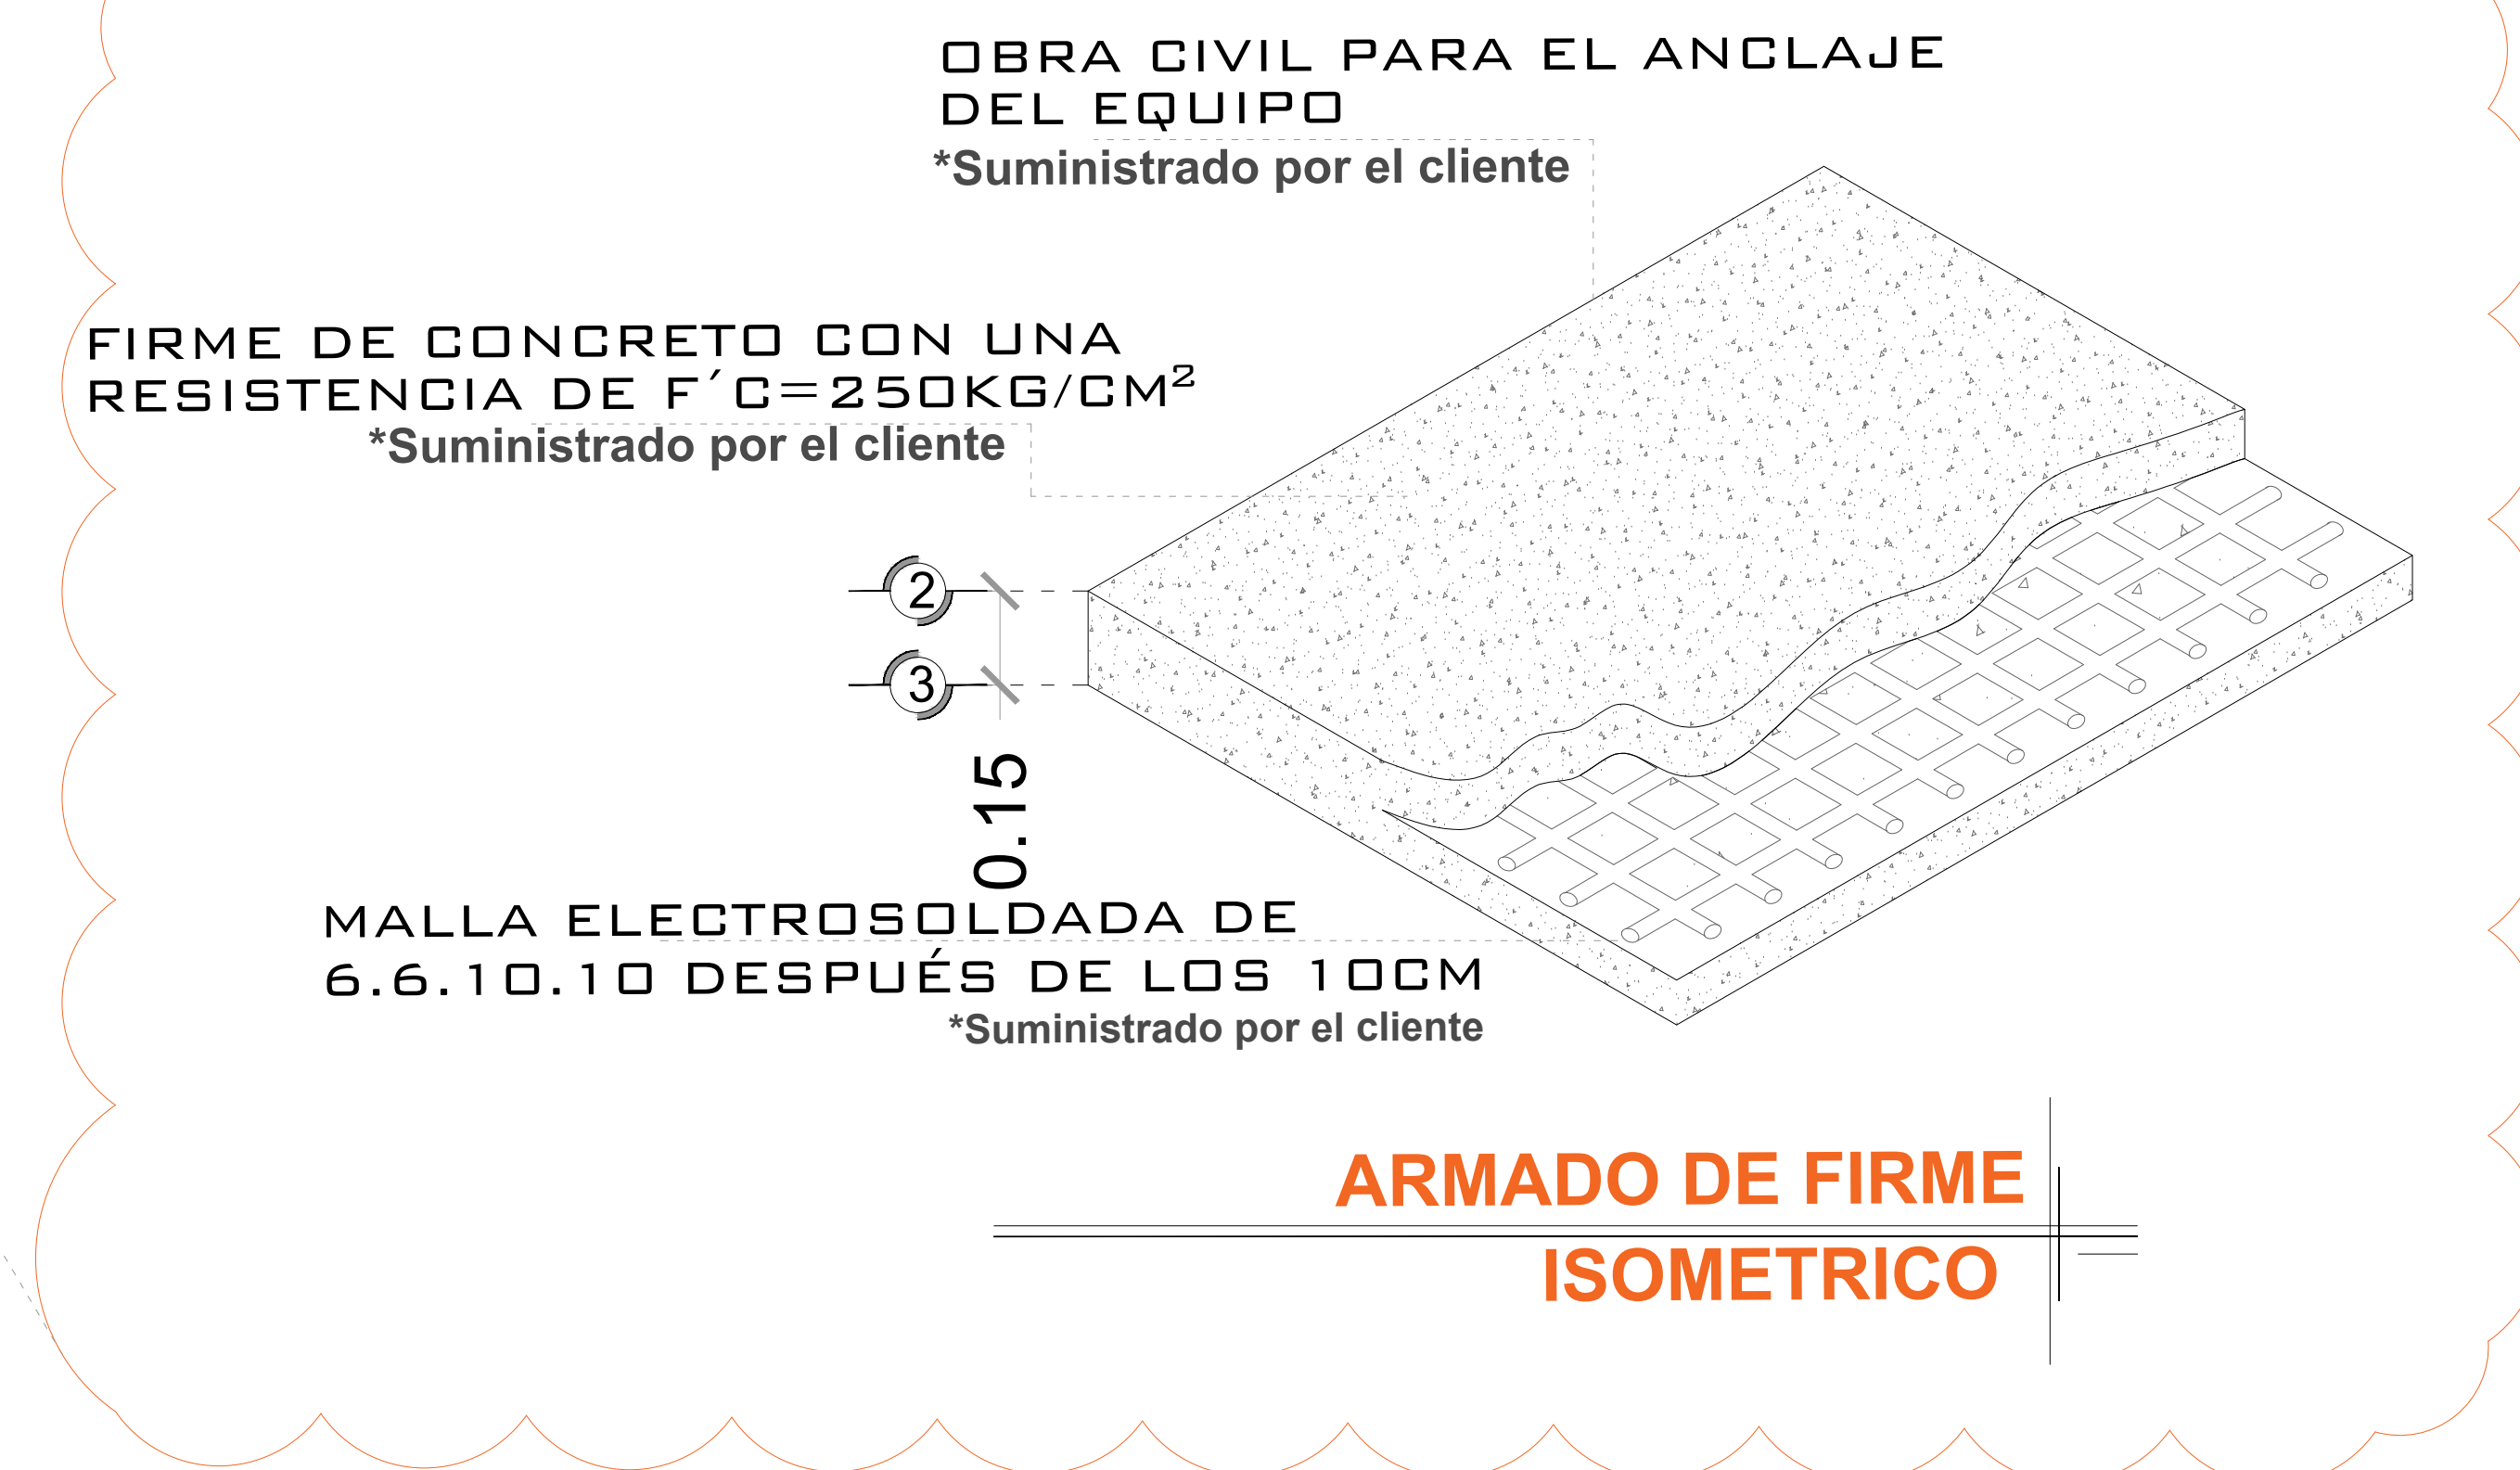 OBRA CIVIL PARA EL ANCLAJE
DEL EQUIPO
*Suministrado por el cliente
FIRME DE CONCRETO CON UNA
RESISTENCIA DE F´C=250KG/CM²
*Suministrado por el cliente
2
3
0.15
MALLA ELECTROSOLDADA DE
6.6.10.10 DESPUÉS DE LOS 10CM
*Suministrado por el cliente
ARMADO DE FIRME
ISOMETRICO